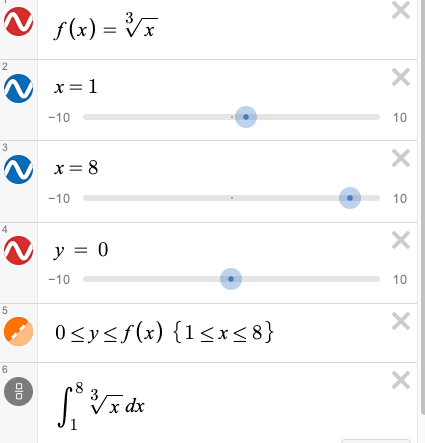 f(x) = ∛x
2
x = 1
−10 10
3
x = 8
−10 10
4
y = 0
−10 10
5
0 ≤ y ≤ f(x) {1 ≤ x ≤ 8}
6
∫₁⁸ ∛x dx